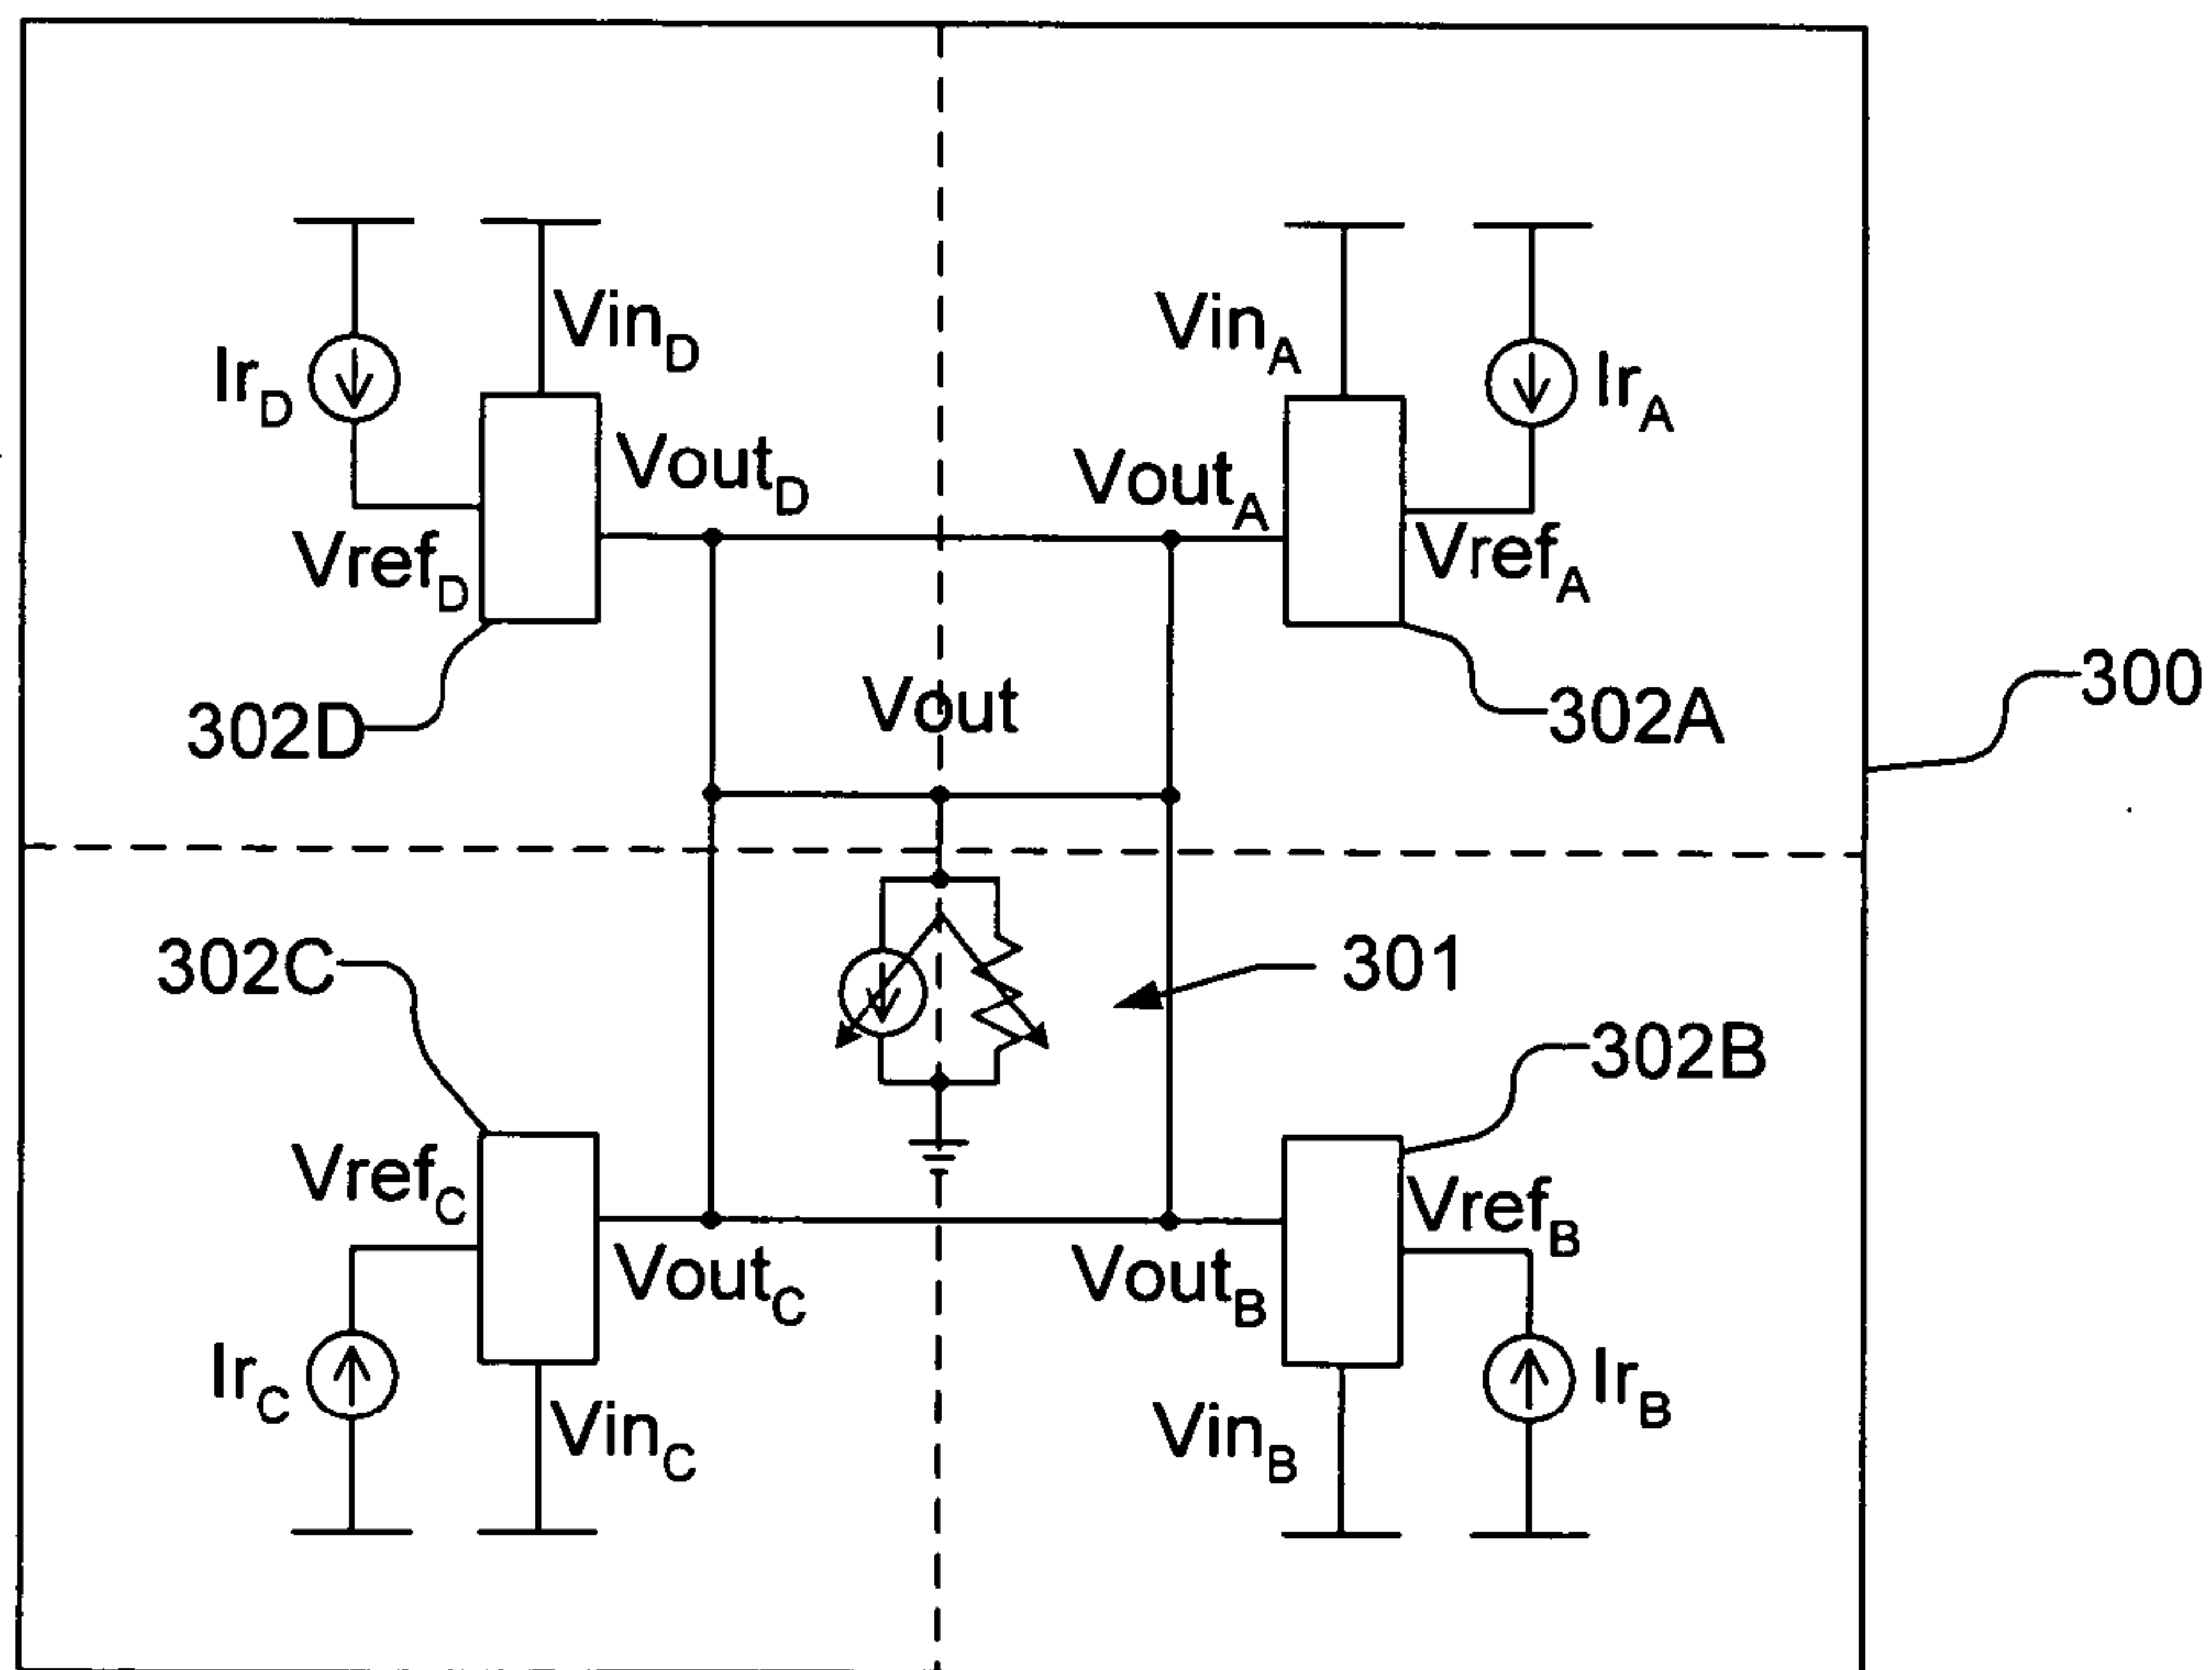 Vin_D
Vin_A
Ir_D
Ir_A
Vout_D
Vout_A
Vref_D
Vref_A
302D
Vout
302A
300
302C
301
302B
Vref_C
Vref_B
Vout_C
Vout_B
Ir_C
Ir_B
Vin_C
Vin_B